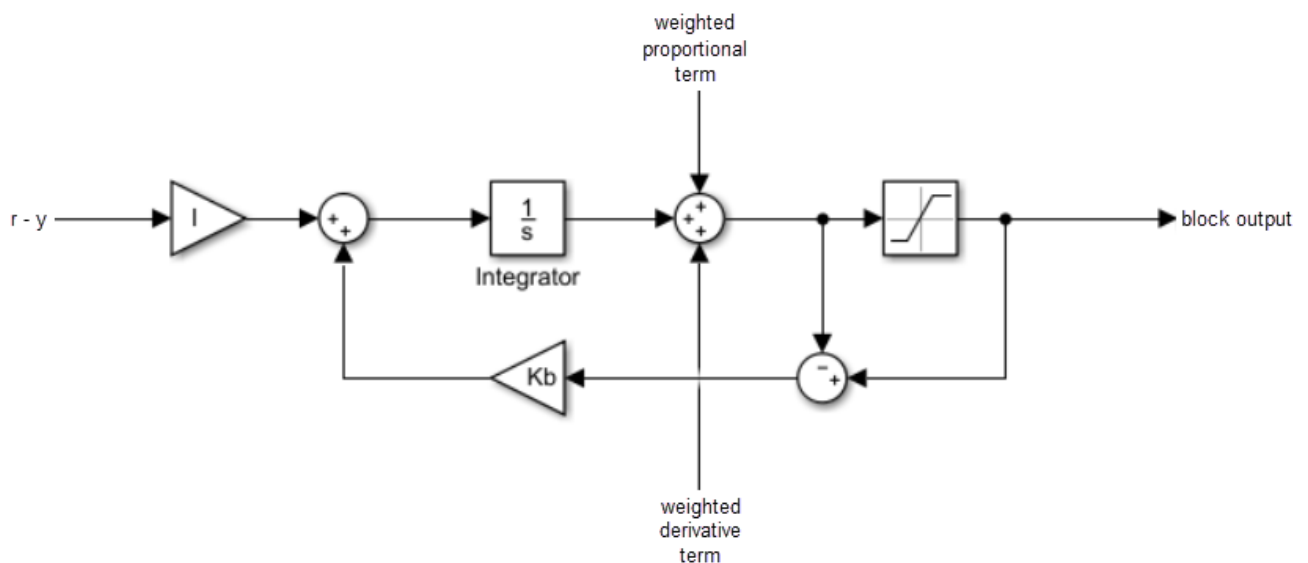 weighted
proportional
term
r - y
I
+
+
1
s
Integrator
+
+
+
block output
Kb
−
+
weighted
derivative
term